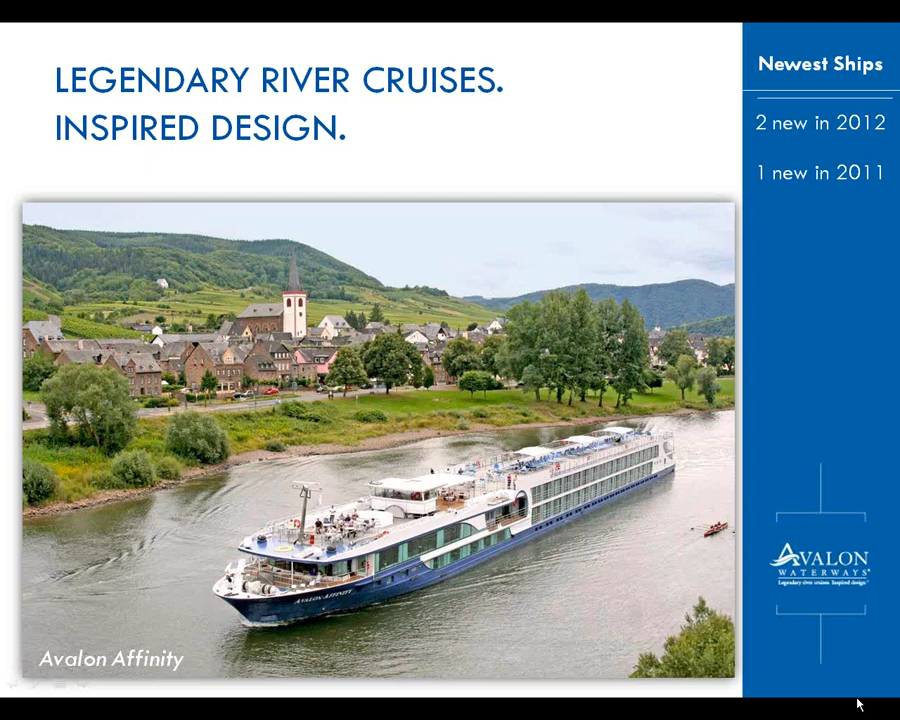 LEGENDARY RIVER CRUISES.
INSPIRED DESIGN.
Newest Ships
2 new in 2012
1 new in 2011
AVALON AFFINITY
Avalon Affinity
AVALON
WATERWAYS®
Legendary river cruises. Inspired design.™